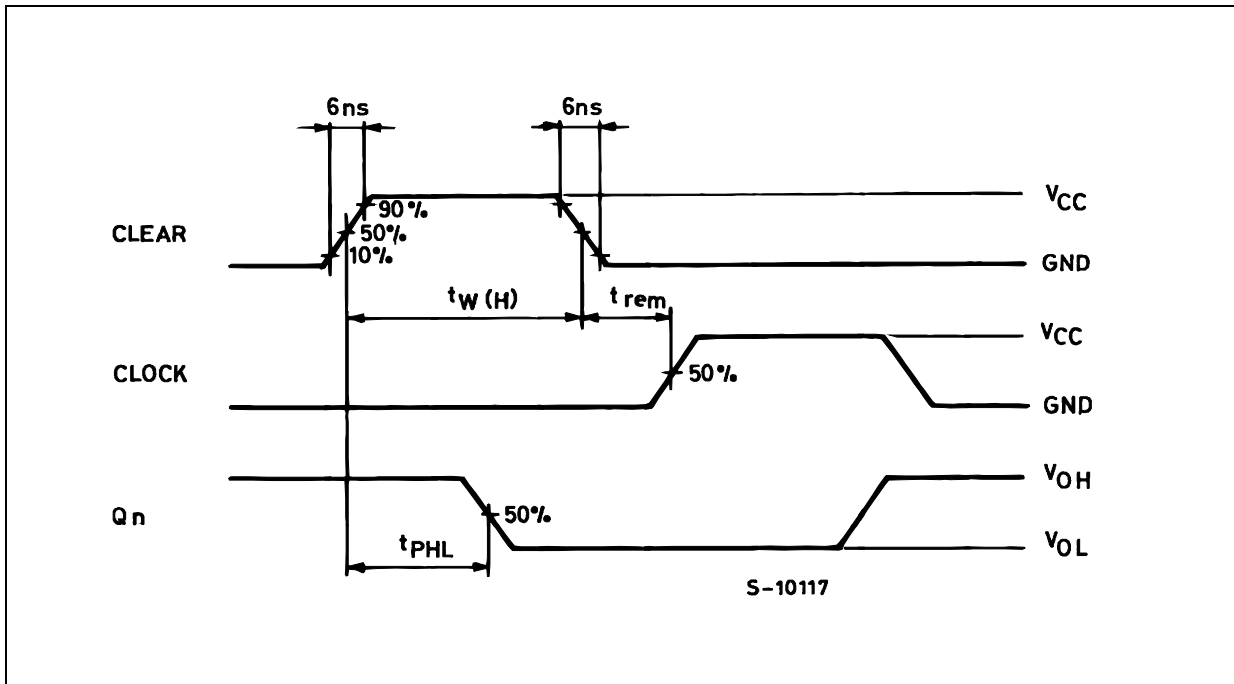 6ns 6ns
VCC
90%
CLEAR 50%
10%
GND
tW (H) trem
VCC
CLOCK 50%
GND
VOH
Qn 50%
tPHL VOL
S-10117